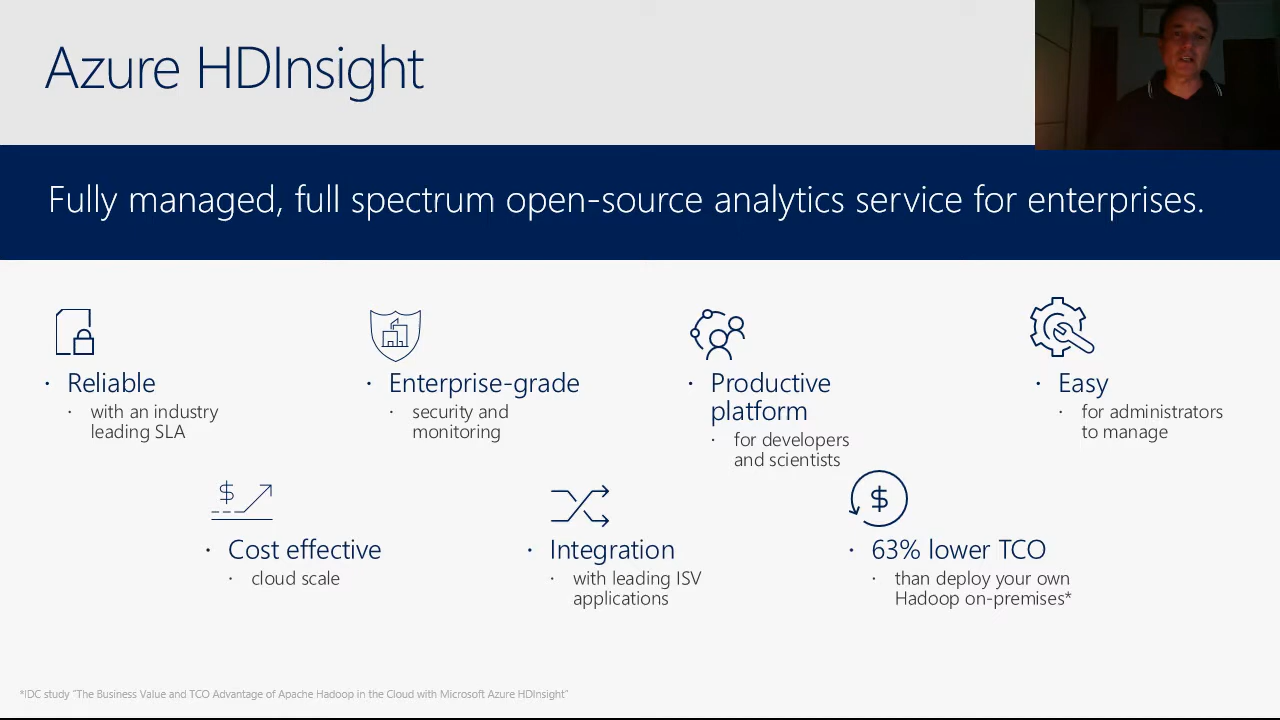 Azure HDInsight
Fully managed, full spectrum open-source analytics service for enterprises.
· Reliable
· with an industry
leading SLA
· Enterprise-grade
· security and
monitoring
· Productive
platform
· for developers
and scientists
· Easy
· for administrators
to manage
$
· Cost effective
· cloud scale
· Integration
· with leading ISV
applications
$
· 63% lower TCO
· than deploy your own
Hadoop on-premises*
*IDC study "The Business Value and TCO Advantage of Apache Hadoop in the Cloud with Microsoft Azure HDInsight"